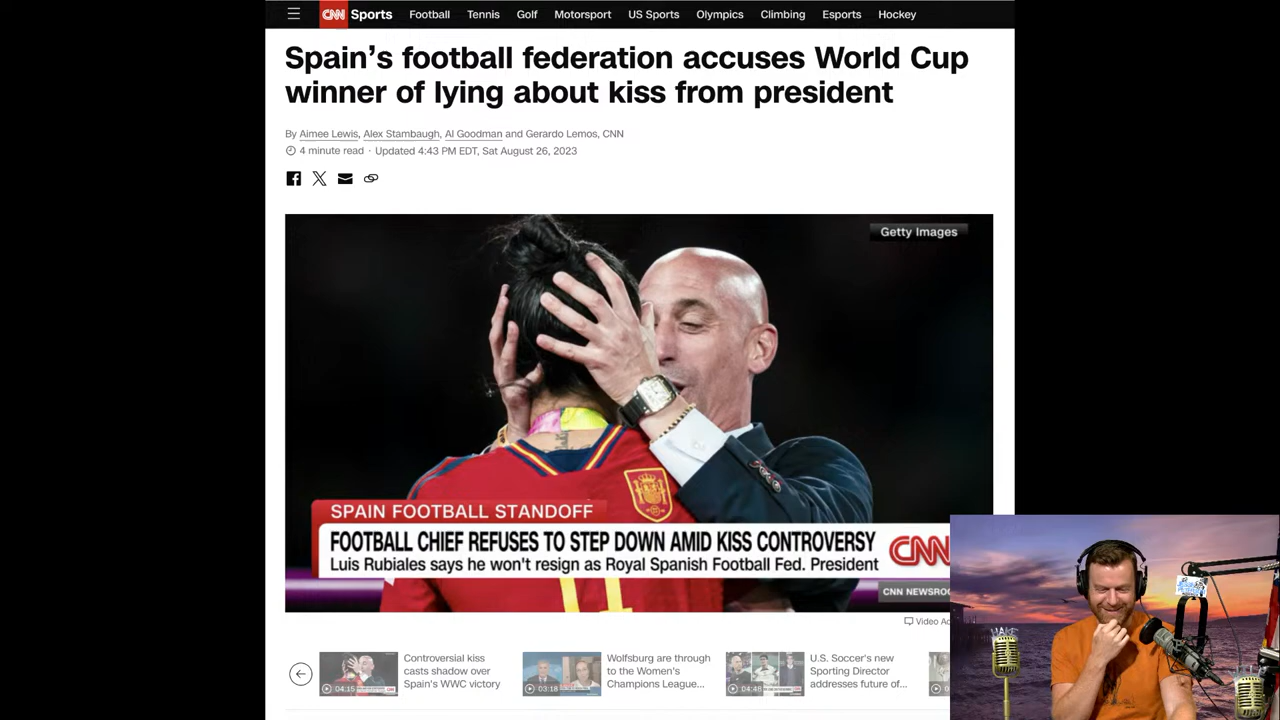 CNN Sports Football Tennis Golf Motorsport US Sports Olympics Climbing Esports Hockey
Spain's football federation accuses World Cup
winner of lying about kiss from president
By Aimee Lewis, Alex Stambaugh, Al Goodman and Gerardo Lemos, CNN
4 minute read · Updated 4:43 PM EDT, Sat August 26, 2023
Getty Images
SPAIN FOOTBALL STANDOFF
FOOTBALL CHIEF REFUSES TO STEP DOWN AMID KISS CONTROVERSY
Luis Rubiales says he won't resign as Royal Spanish Football Fed. President
CNN
CNN NEWSROO
11
Video Ad
Controversial kiss
casts shadow over
Spain's WWC victory
04:15
Wolfsburg are through
to the Women's
Champions League...
03:18
U.S. Soccer's new
Sporting Director
addresses future of...
04:48